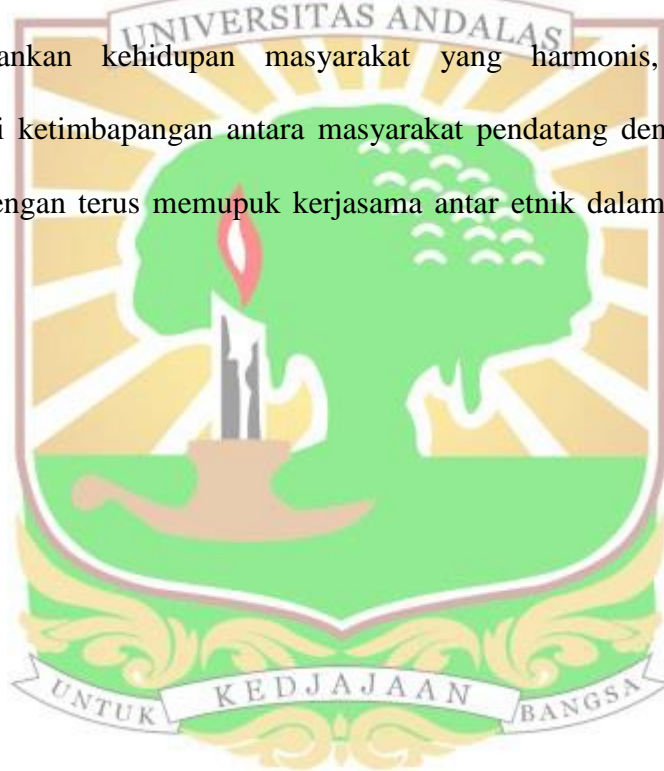 UNIVERSITAS ANDALAS
ankan kehidupan masyarakat yang harmonis,
i ketimbapangan antara masyarakat pendatang den
engan terus memupuk kerjasama antar etnik dalam
UNTUK KEDJAJAAN BANGSA